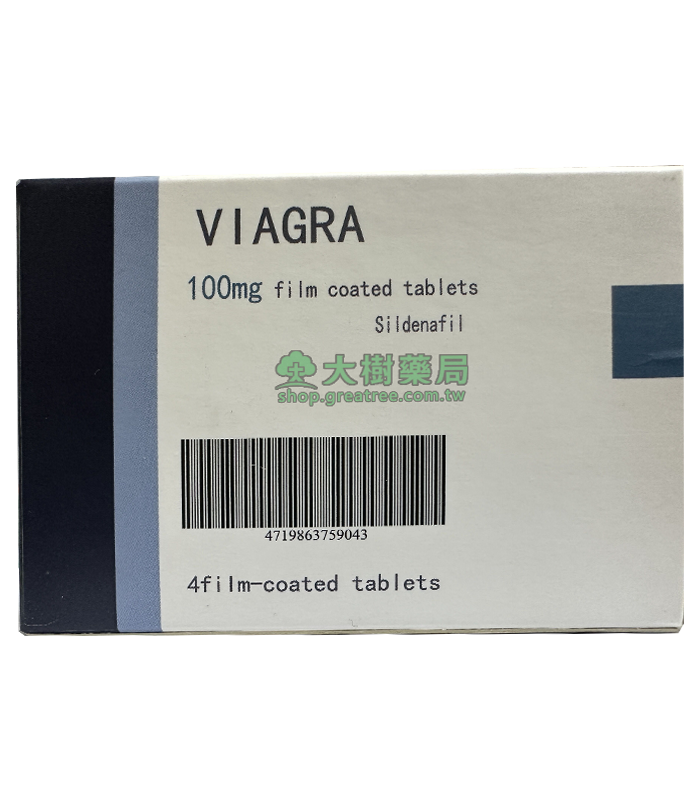 VIAGRA
100mg film coated tablets
Sildenafil
大樹藥局
shop.greatree.com.tw
4719863759043
4film-coated tablets